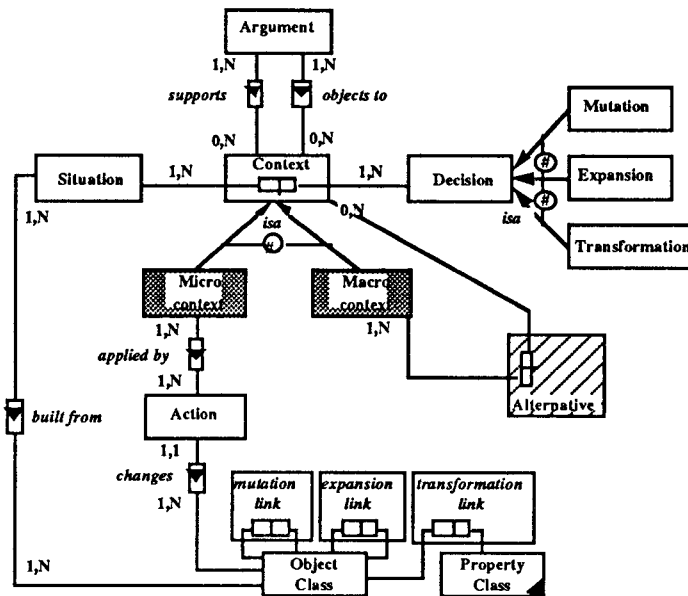 Argument
1,N 1,N
supports objects to
Mutation
0,N 0,N
#
Situation 1,N Context 1,N Decision Expansion
#
1,N 0,N
isa isa
# Transformation
Micro context
Macro context
1,N 1,N
applied by
1,N
Alternative
built from Action
1,1
changes
1,N
mutation link
expansion link
transformation link
1,N Object Class
Property Class